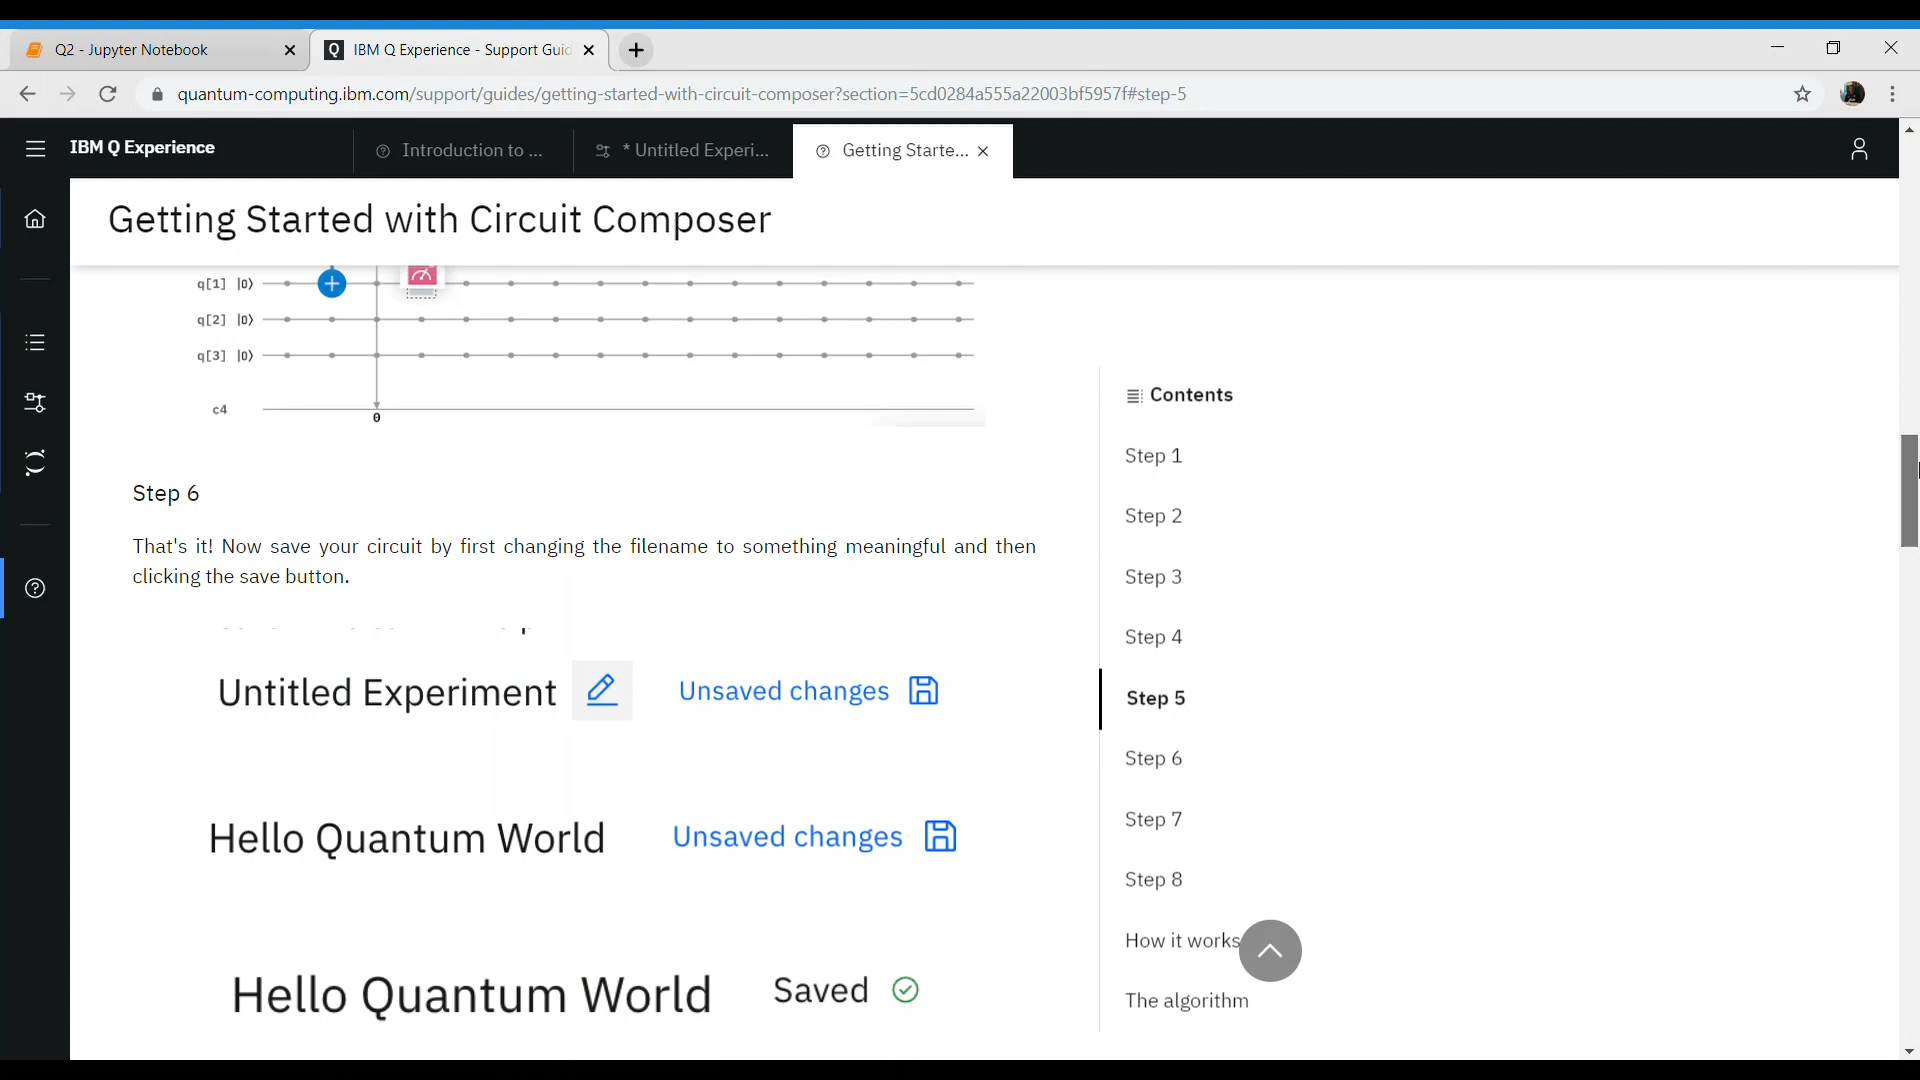 Q2 - Jupyter Notebook
IBM Q Experience - Support Guid
quantum-computing.ibm.com/support/guides/getting-started-with-circuit-composer?section=5cd0284a555a22003bf5957f#step-5
IBM Q Experience
Introduction to ...
* Untitled Experi...
Getting Starte...
Getting Started with Circuit Composer
q[1] |0⟩
q[2] |0⟩
q[3] |0⟩
c4
0
Step 6
That's it! Now save your circuit by first changing the filename to something meaningful and then
clicking the save button.
Untitled Experiment
Unsaved changes
Hello Quantum World
Unsaved changes
Hello Quantum World
Saved
Contents
Step 1
Step 2
Step 3
Step 4
Step 5
Step 6
Step 7
Step 8
How it works
The algorithm